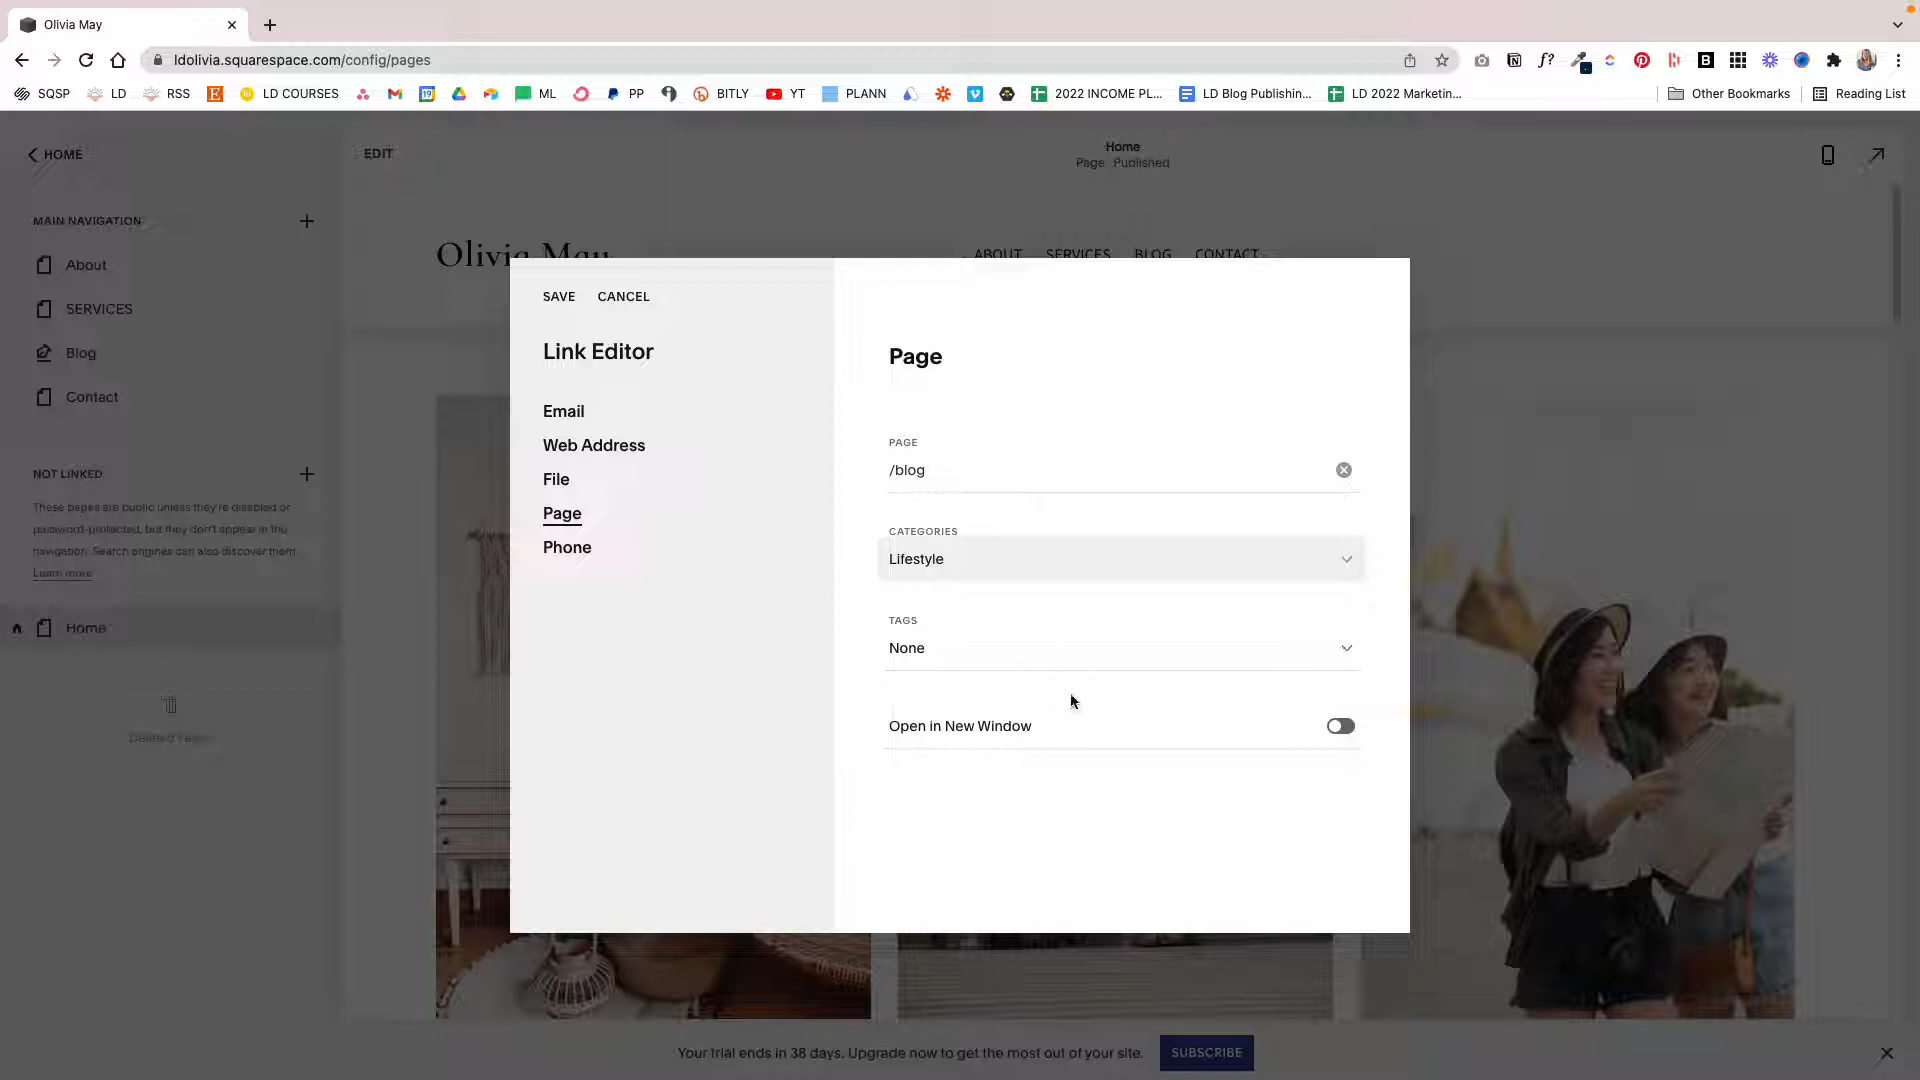 Olivia May
ldolivia.squarespace.com/config/pages
f?
SQSP LD RSS LD COURSES 19 ML PP BITLY YT PLANN 2022 INCOME PL... LD Blog Publishin... LD 2022 Marketin... Other Bookmarks Reading List
HOME
EDIT
Home
Page · Published
MAIN NAVIGATION
About
SERVICES
Blog
Contact
NOT LINKED
These pages are public unless they're disabled or
password-protected, but they don't appear in the
navigation. Search engines can also discover them.
Learn more
Home
Deleted Pages
Olivia May
ABOUT SERVICES BLOG CONTACT
SAVE CANCEL
Link Editor
Email
Web Address
File
Page
Phone
Page
PAGE
/blog
CATEGORIES
Lifestyle
TAGS
None
Open in New Window
Your trial ends in 38 days. Upgrade now to get the most out of your site.
SUBSCRIBE